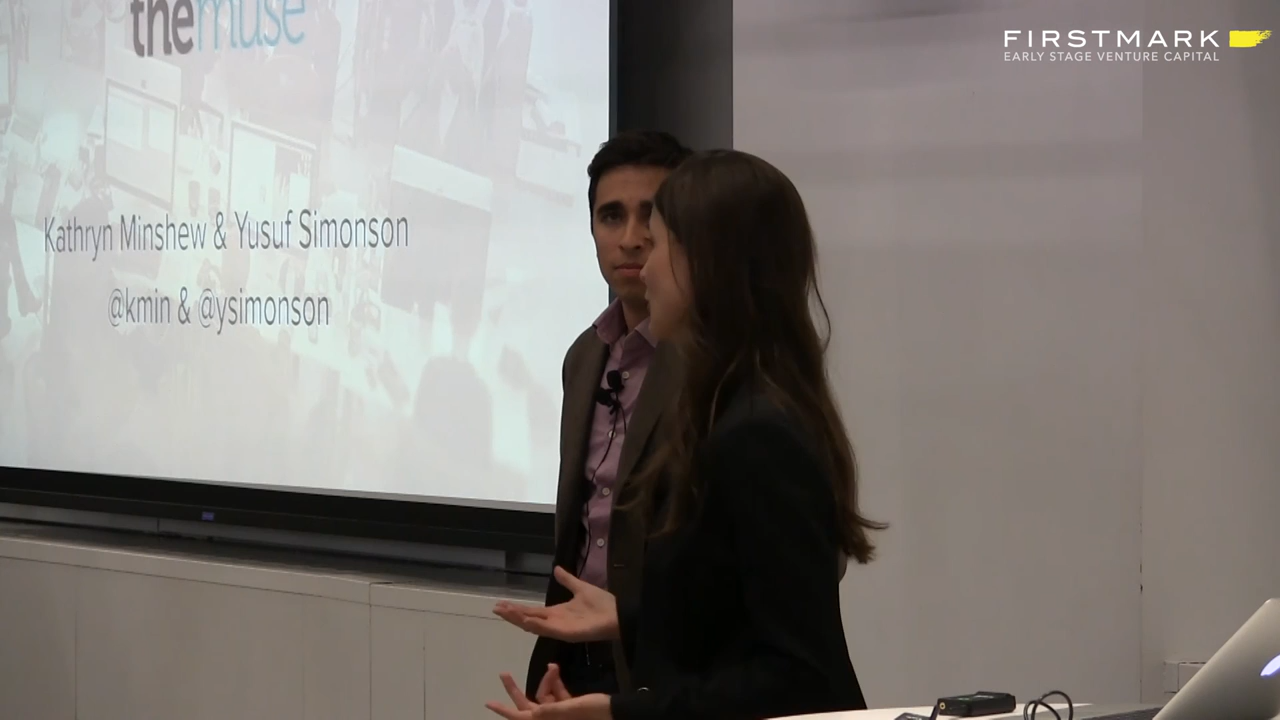 themuse
FIRSTMARK
EARLY STAGE VENTURE CAPITAL
Kathryn Minshew & Yusuf Simonson
@kmin & @ysimonson